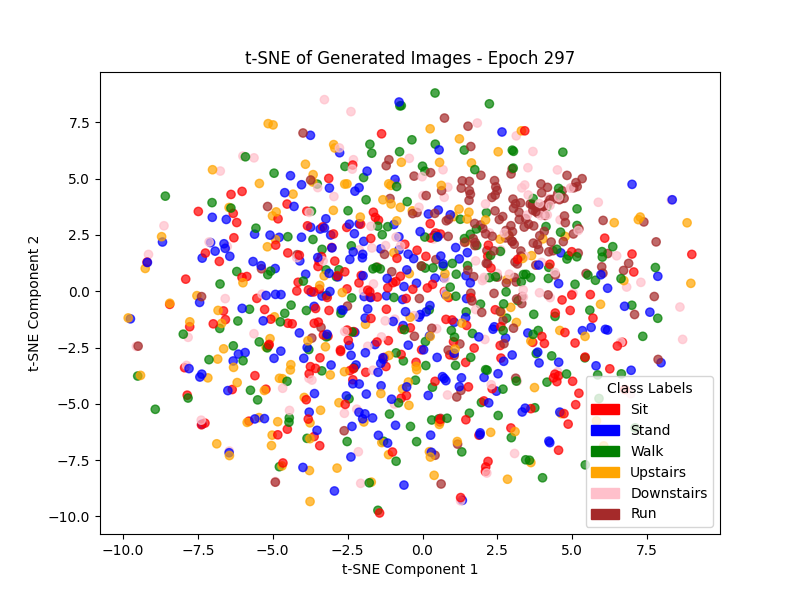 t-SNE of Generated Images - Epoch 297
t-SNE Component 2
7.5
5.0
2.5
0.0
−2.5
−5.0
−7.5
−10.0
−10.0
−7.5
−5.0
−2.5
0.0
2.5
5.0
7.5
t-SNE Component 1
Class Labels
Sit
Stand
Walk
Upstairs
Downstairs
Run